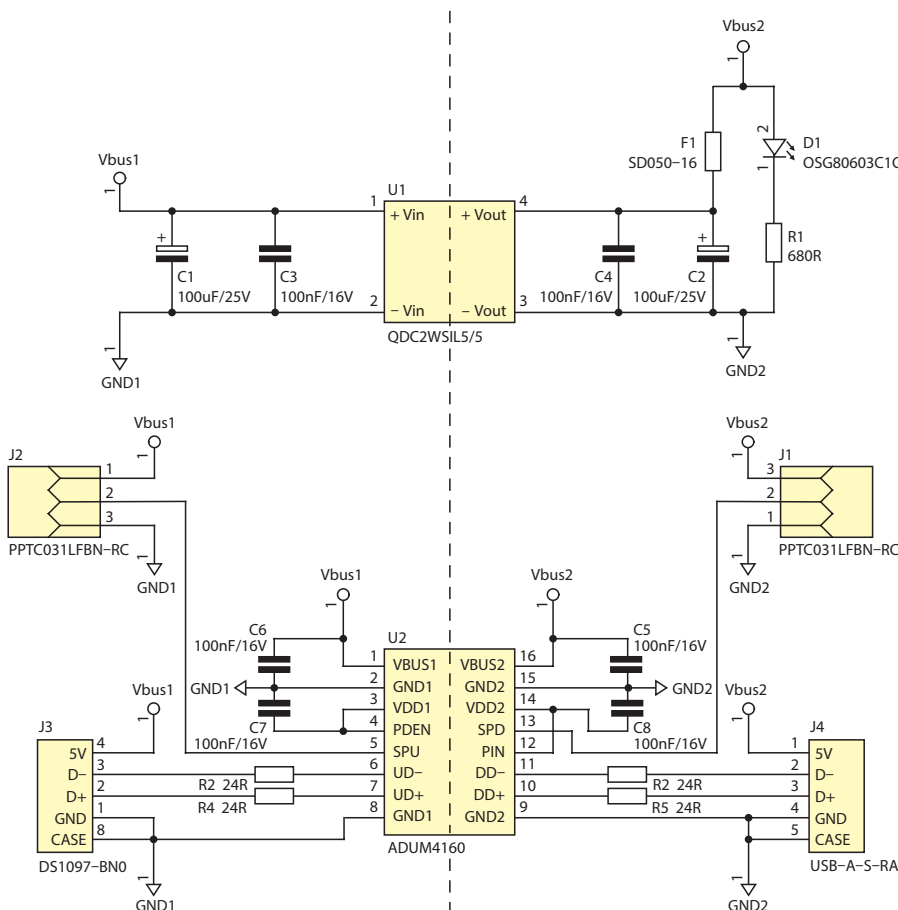 Vbus2
1
F1
SD050-16
2
1
D1
OSG80603C1
Vbus1
1
U1
1
+ Vin
+ Vout
4
+
C1
100uF/25V
C3
100nF/16V
C4
100nF/16V
+
C2
100uF/25V
R1
680R
2
- Vin
- Vout
3
QDC2WSIL5/5
1
GND1
1
GND2
J2
1
2
3
PPTC031LFBN-RC
Vbus1
1
1
GND1
Vbus2
1
J1
3
2
1
PPTC031LFBN-RC
1
GND2
Vbus1
1
Vbus2
1
C6
100nF/16V
GND1
C7
100nF/16V
U2
1 VBUS1 VBUS2 16
2 GND1 GND2 15
3 VDD1 VDD2 14
4 PDEN SPD 13
5 SPU PIN 12
6 UD- DD- 11
7 UD+ DD+ 10
8 GND1 GND2 9
ADUM4160
C5
100nF/16V
GND2
C8
100nF/16V
Vbus1
1
J3
5V 4
D- 3
D+ 2
GND 1
CASE 8
DS1097-BN0
R2 24R
R4 24R
1
GND1
Vbus2
1
J4
1 5V
2 D-
3 D+
4 GND
5 CASE
USB-A-S-RA
R2 24R
R5 24R
1
GND2